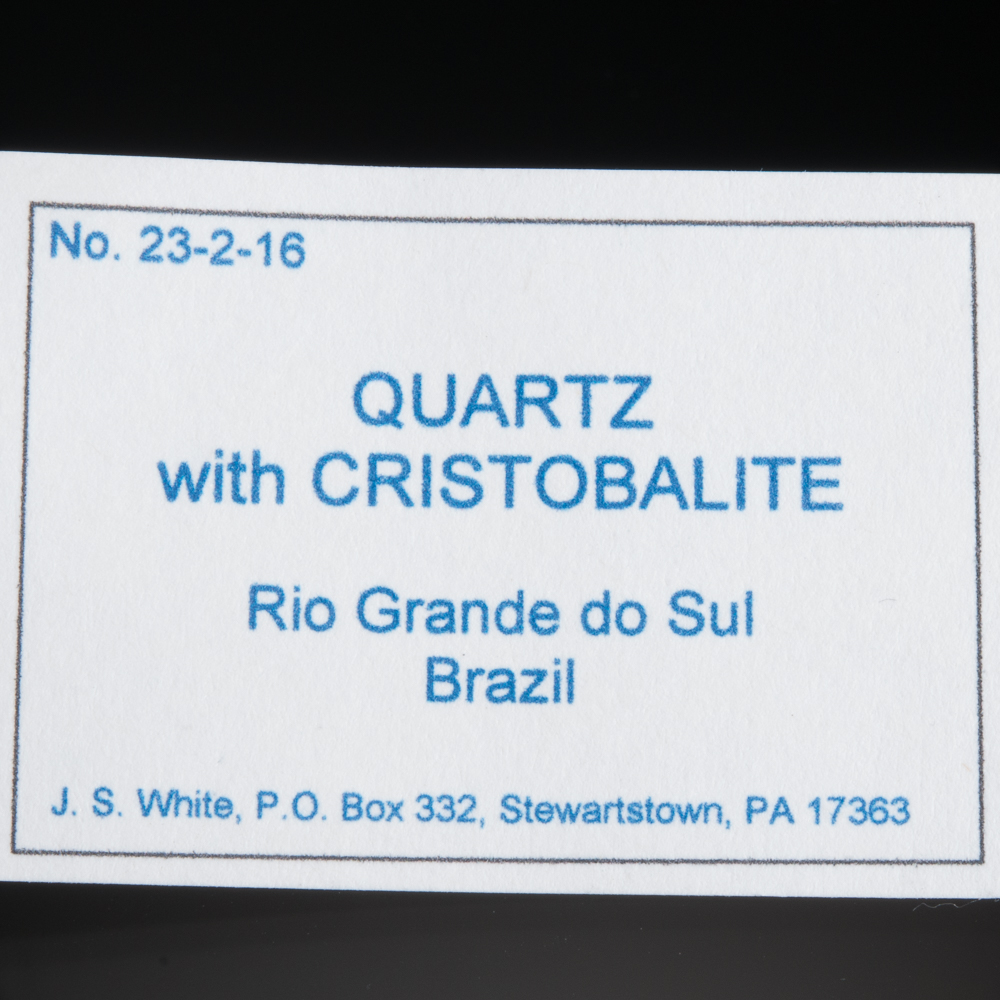 No. 23-2-16
QUARTZ
with CRISTOBALITE
Rio Grande do Sul
Brazil
J. S. White, P.O. Box 332, Stewartstown, PA 17363